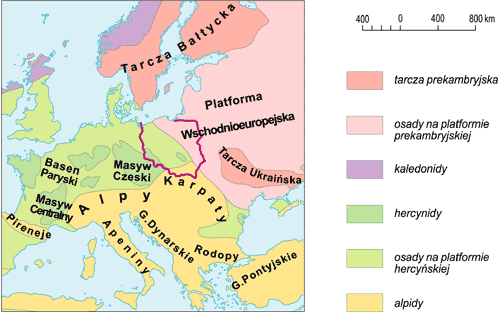 400 0 400 800 km
Tarcza Bałtycka
tarcza prekambryjska
Platforma
Wschodnioeuropejska
osady na platformie
prekambryjskiej
Tarcza Ukraińska
kaledonidy
Basen
Paryski
Masyw
Czeski
Karpaty
hercynidy
Masyw
Centralny
Alpy
Pireneje
G.Dynarskie
Apeniny
Rodopy
osady na platformie
hercyńskiej
G.Pontyjskie
alpidy